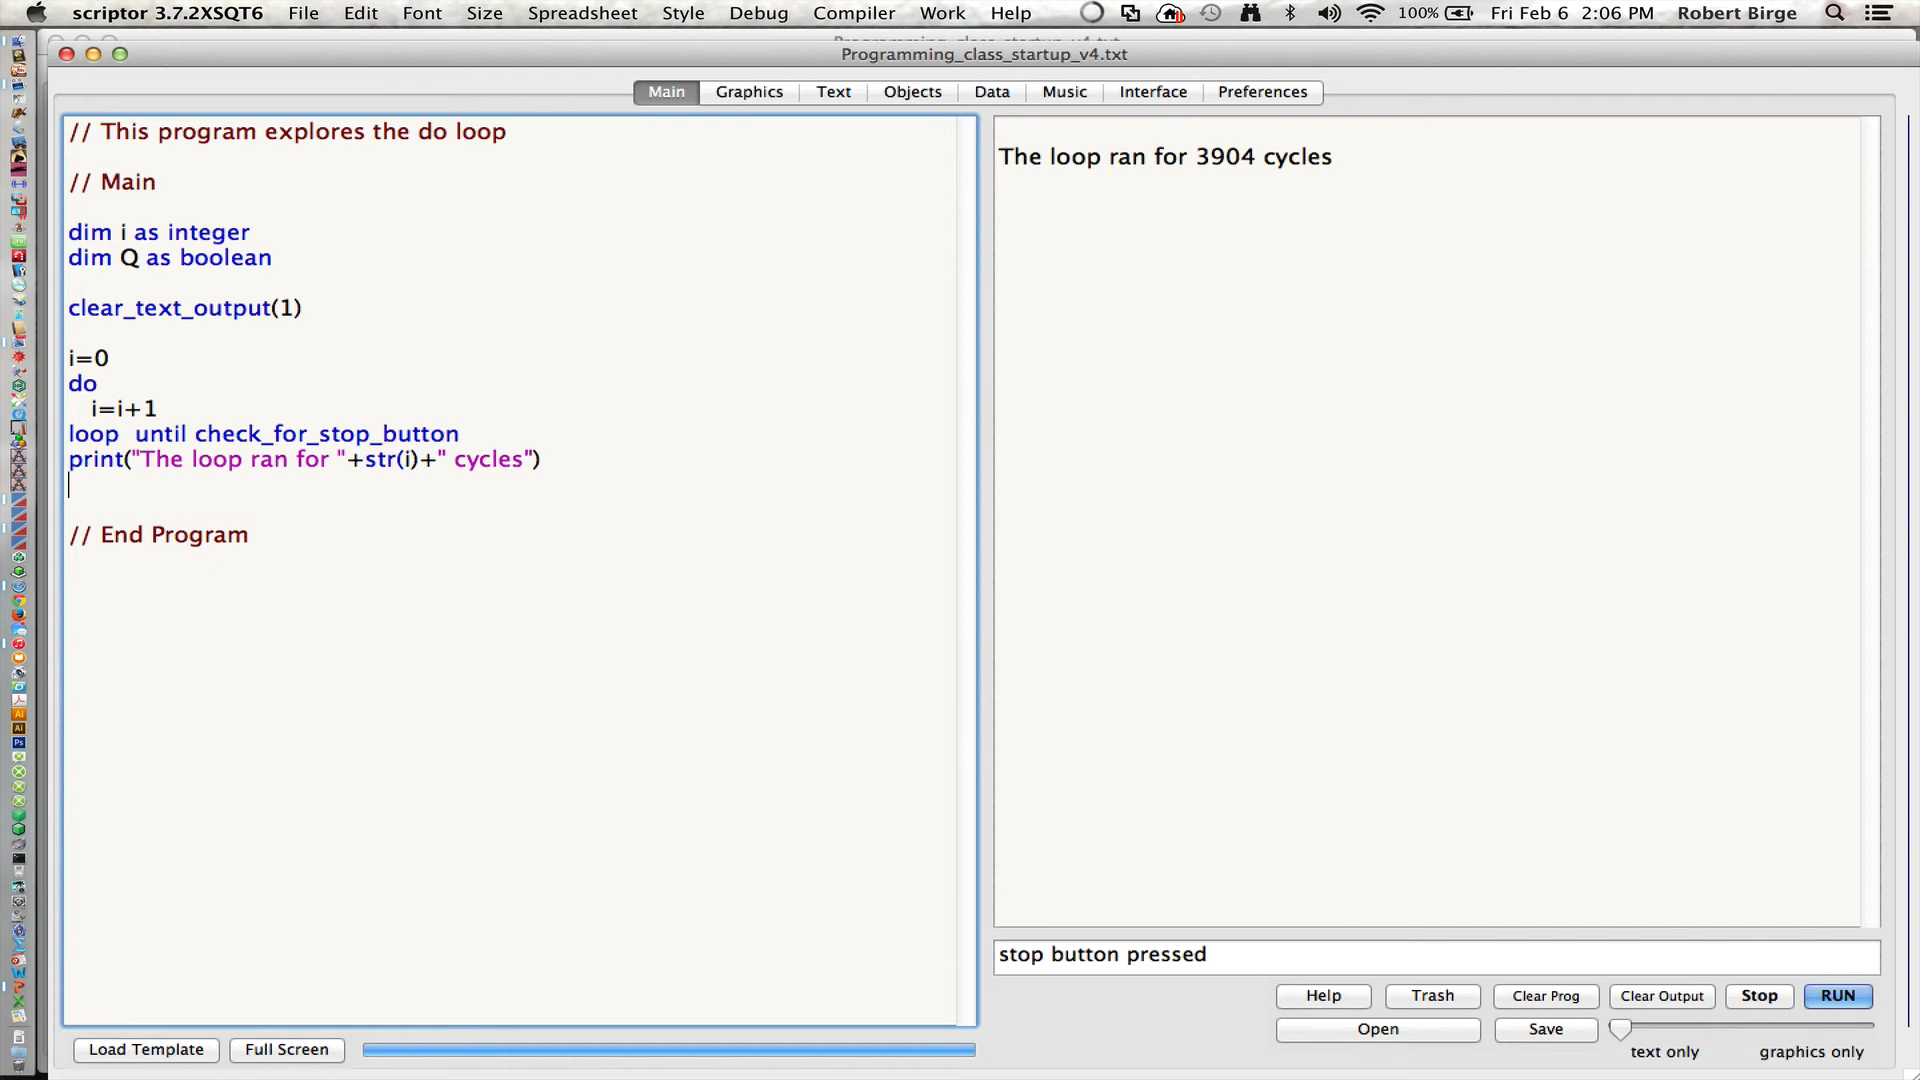 scriptor 3.7.2XSQT6 File Edit Font Size Spreadsheet Style Debug Compiler Work Help 100% Fri Feb 6 2:06 PM Robert Birge
Programming_class_startup_v4.txt
Main Graphics Text Objects Data Music Interface Preferences
// This program explores the do loop
// Main
dim i as integer
dim Q as boolean
clear_text_output(1)
i=0
do
i=i+1
loop  until check_for_stop_button
print("The loop ran for "+str(i)+" cycles")
// End Program
The loop ran for 3904 cycles
stop button pressed
Help Trash Clear Prog Clear Output Stop RUN
Open Save
text only graphics only
Load Template Full Screen